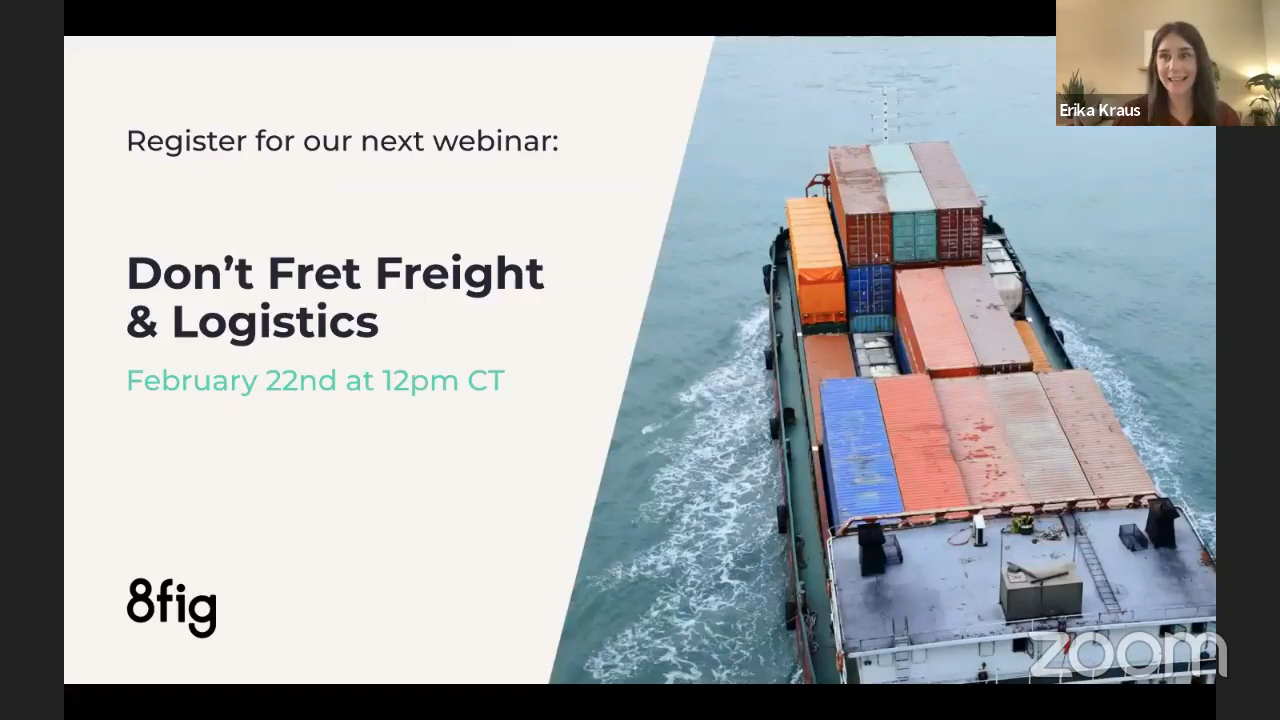 Register for our next webinar:
Don’t Fret Freight
& Logistics
February 22nd at 12pm CT
8fig
Erika Kraus
zoom